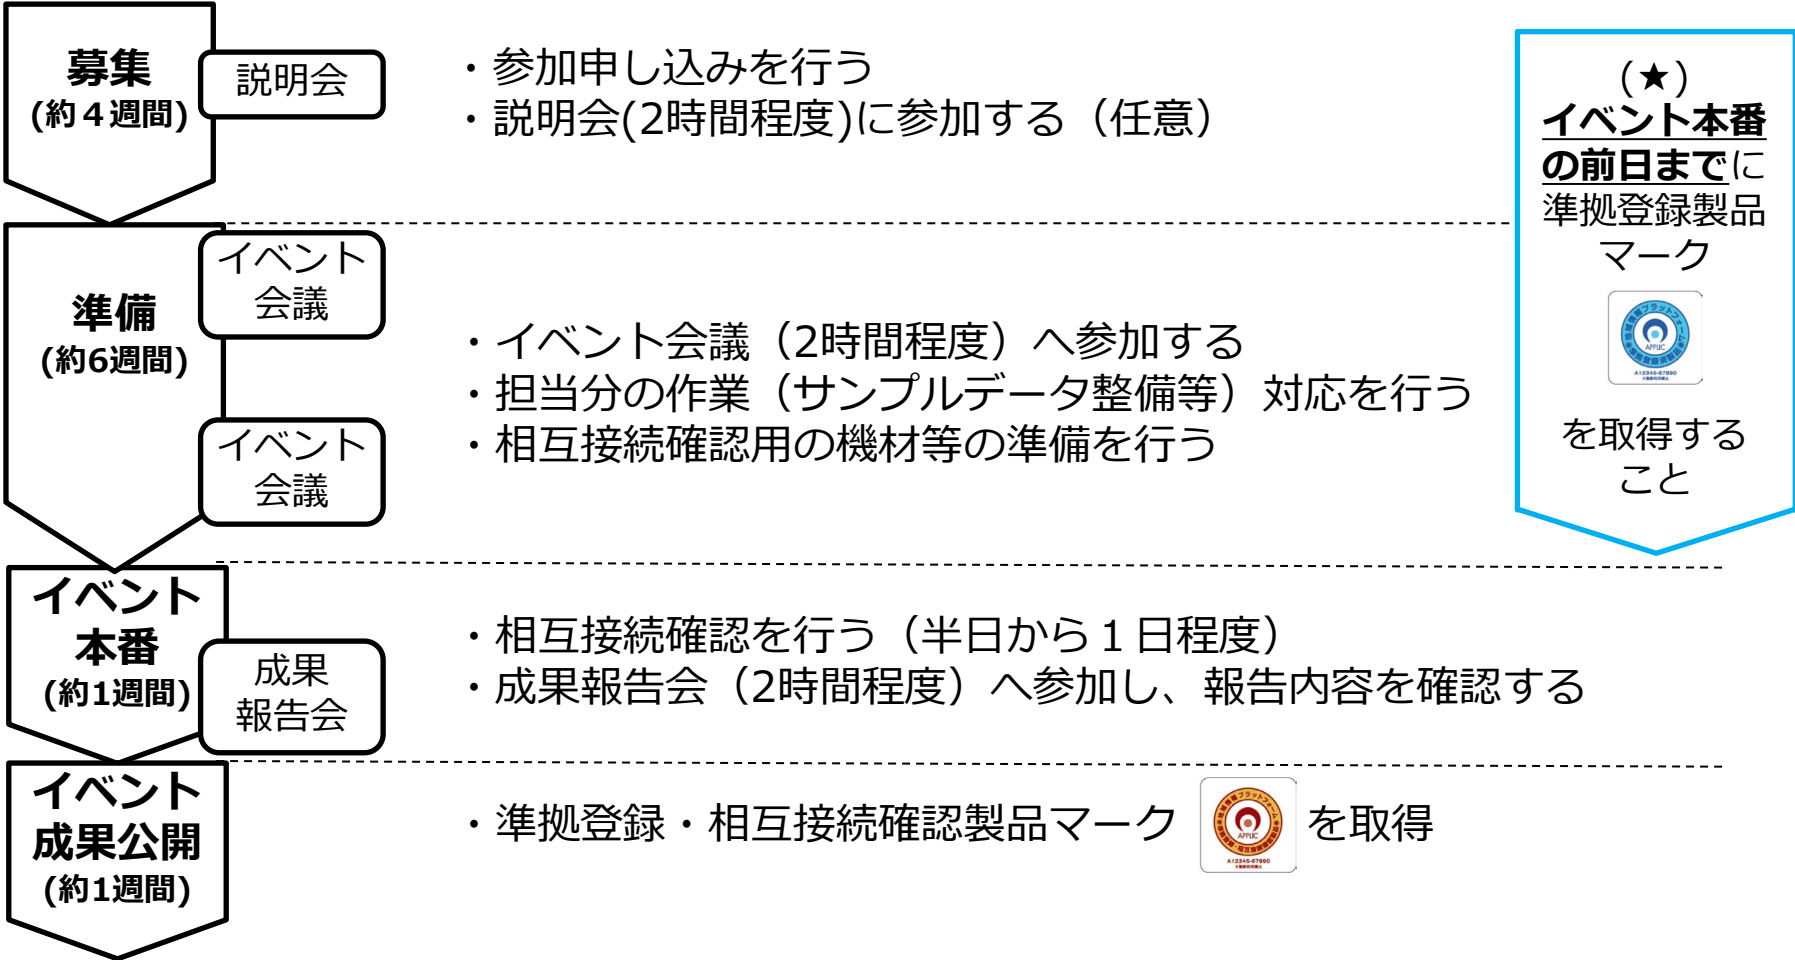 募集
(約４週間)
説明会
・参加申し込みを行う
・説明会(2時間程度)に参加する（任意）
(★)
イベント本番
の前日までに
準拠登録製品
マーク
APPLIC
A12345-67890
を取得する
こと
準備
(約6週間)
イベント
会議
イベント
会議
・イベント会議（2時間程度）へ参加する
・担当分の作業（サンプルデータ整備等）対応を行う
・相互接続確認用の機材等の準備を行う
イベント
本番
(約1週間)
成果
報告会
・相互接続確認を行う（半日から１日程度）
・成果報告会（2時間程度）へ参加し、報告内容を確認する
イベント
成果公開
(約1週間)
・準拠登録・相互接続確認製品マーク
APPLIC
A12345-67890
を取得